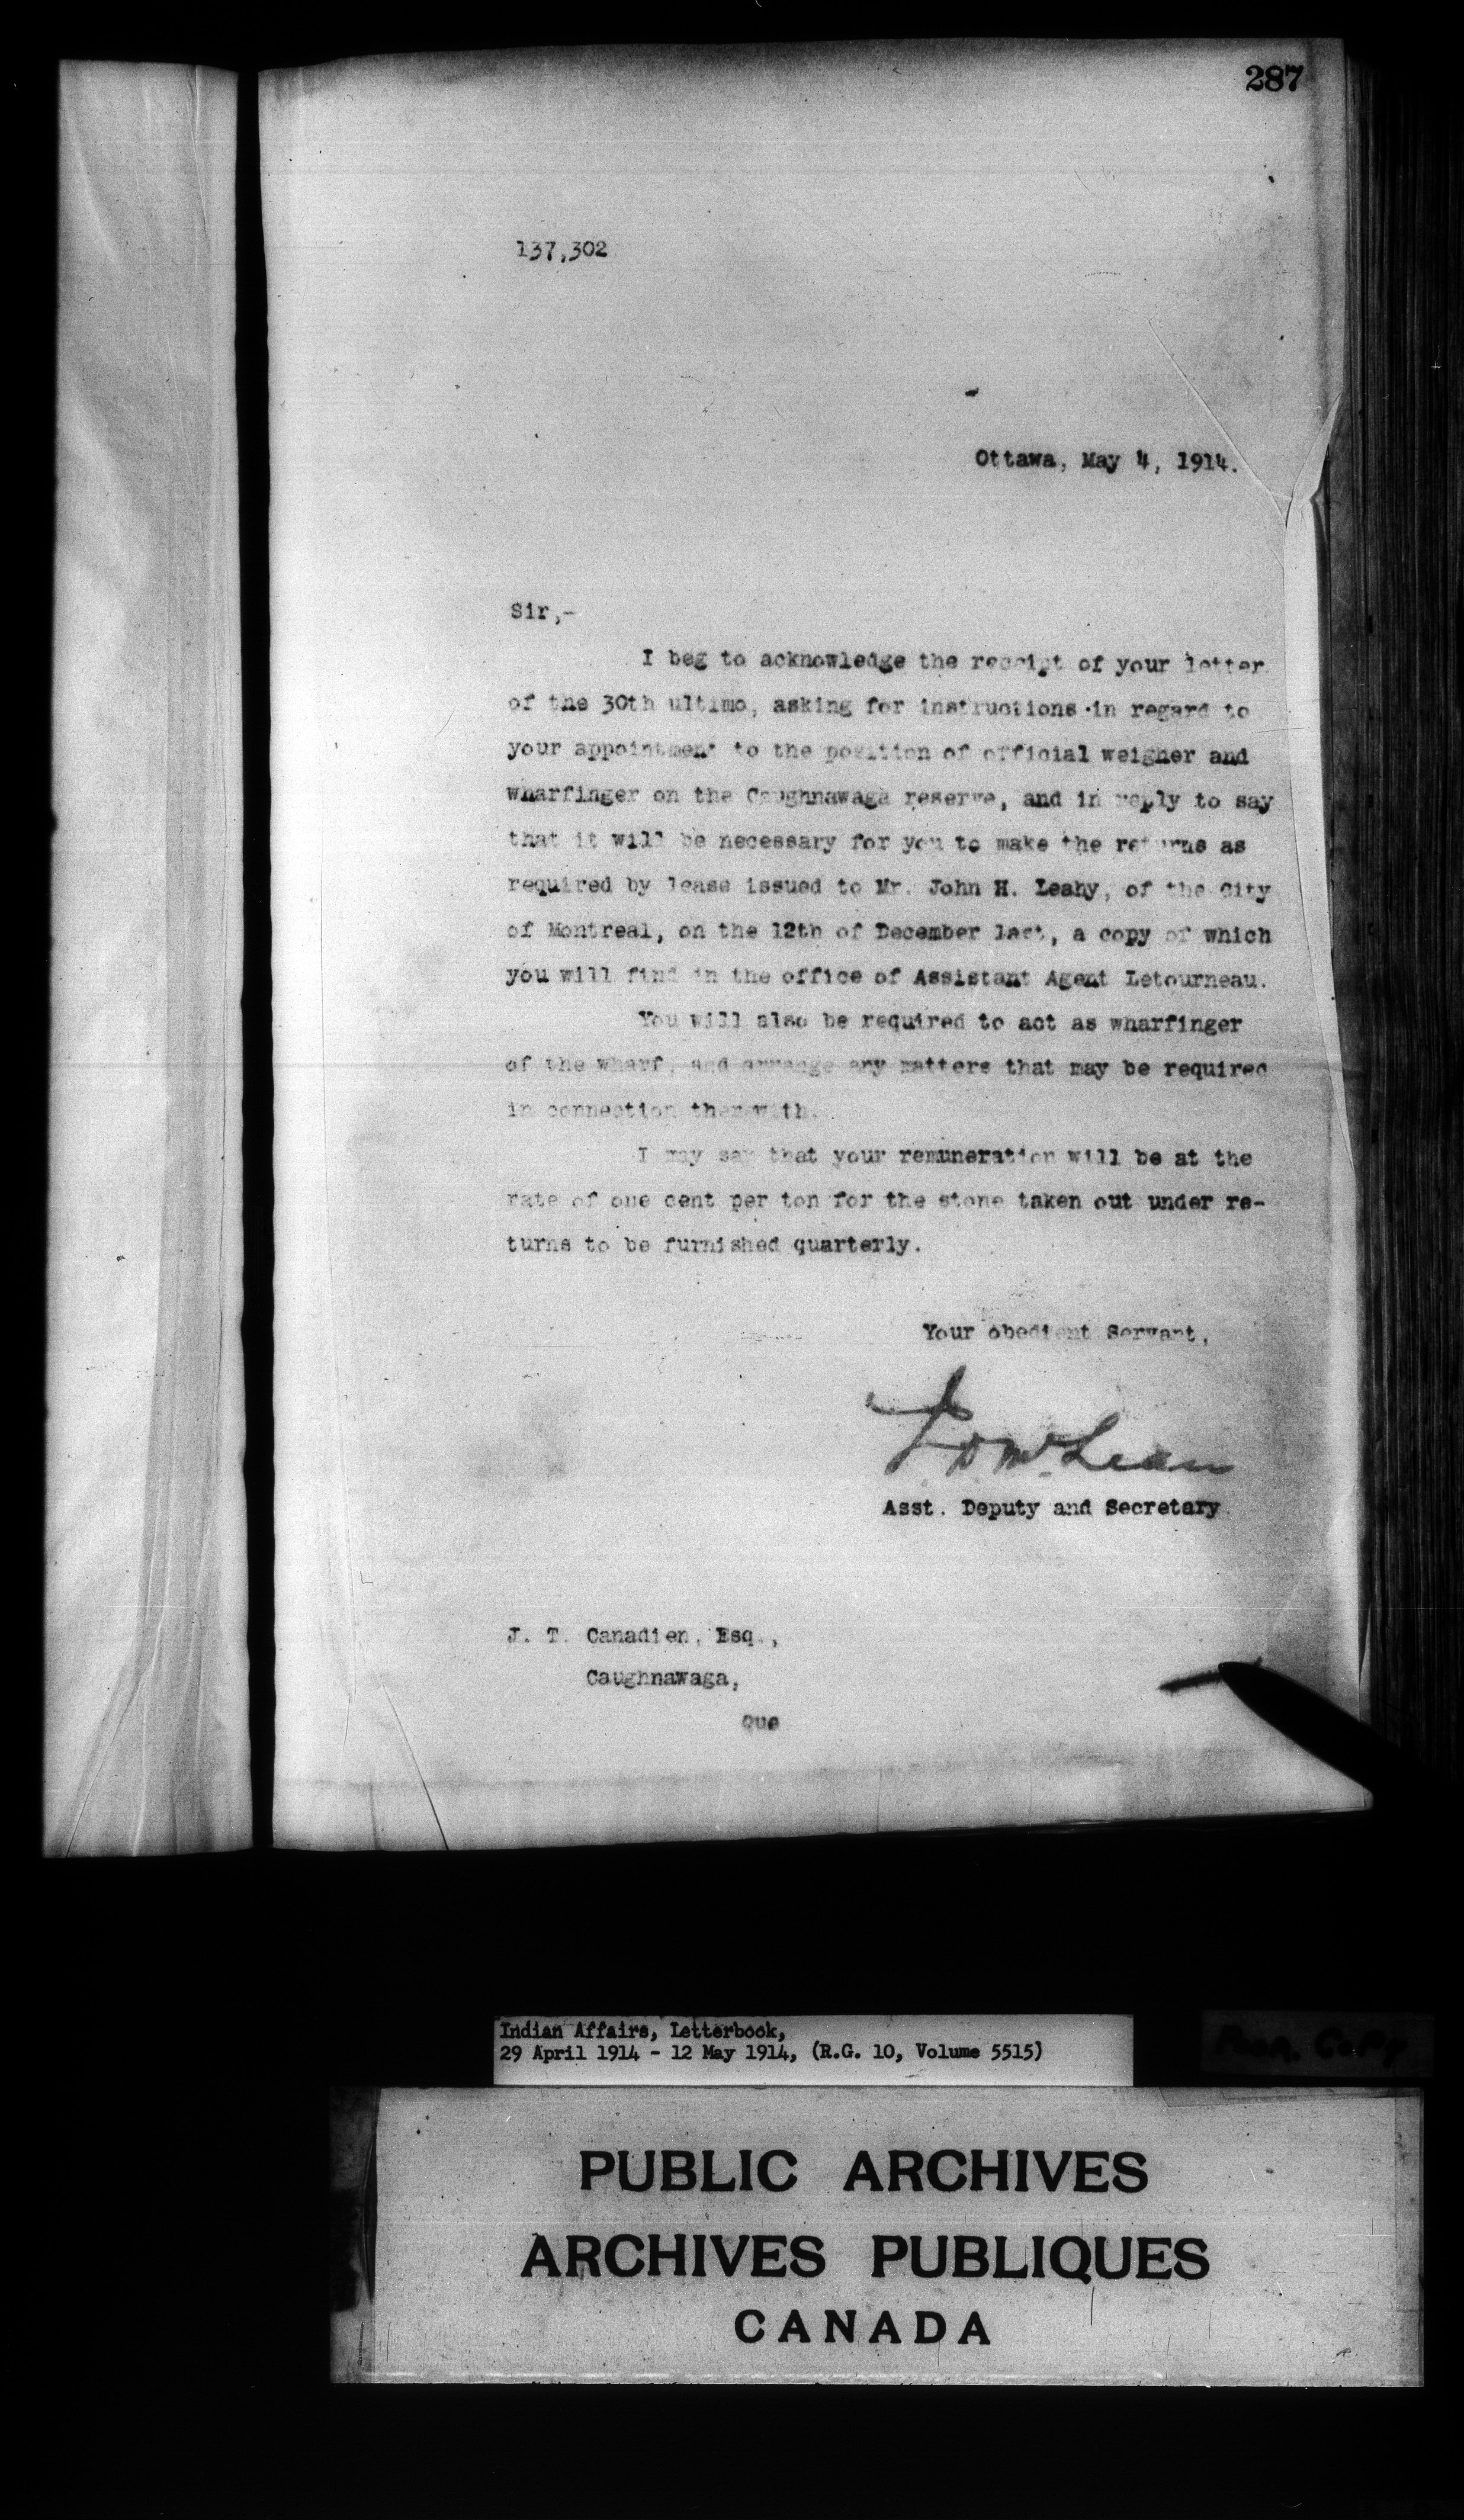 287
137,302
Ottawa, May 4, 1914.
Sir,-
I beg to acknowledge the receipt of your letter
of the 30th ultimo, asking for instructions in regard to
your appointment to the position of official weigher and
wharfinger on the Caughnawaga reserve, and in reply to say
that it will be necessary for you to make the returns as
required by lease issued to Mr. John H. Leahy, of the City
of Montreal, on the 12th of December last, a copy of which
you will find in the office of Assistant Agent Letourneau.
You will also be required to act as wharfinger
of the wharf, and arrange any matters that may be required
in connection therewith.
I may say that your remuneration will be at the
rate of one cent per ton for the stone taken out under re-
turns to be furnished quarterly.
Your obedient Servant,
J D McLean
Asst. Deputy and Secretary
J. T. Canadien, Esq.,
Caughnawaga,
Que
Indian Affairs, Letterbook,
29 April 1914 - 12 May 1914, (R.G. 10, Volume 5515)
PUBLIC ARCHIVES
ARCHIVES PUBLIQUES
CANADA